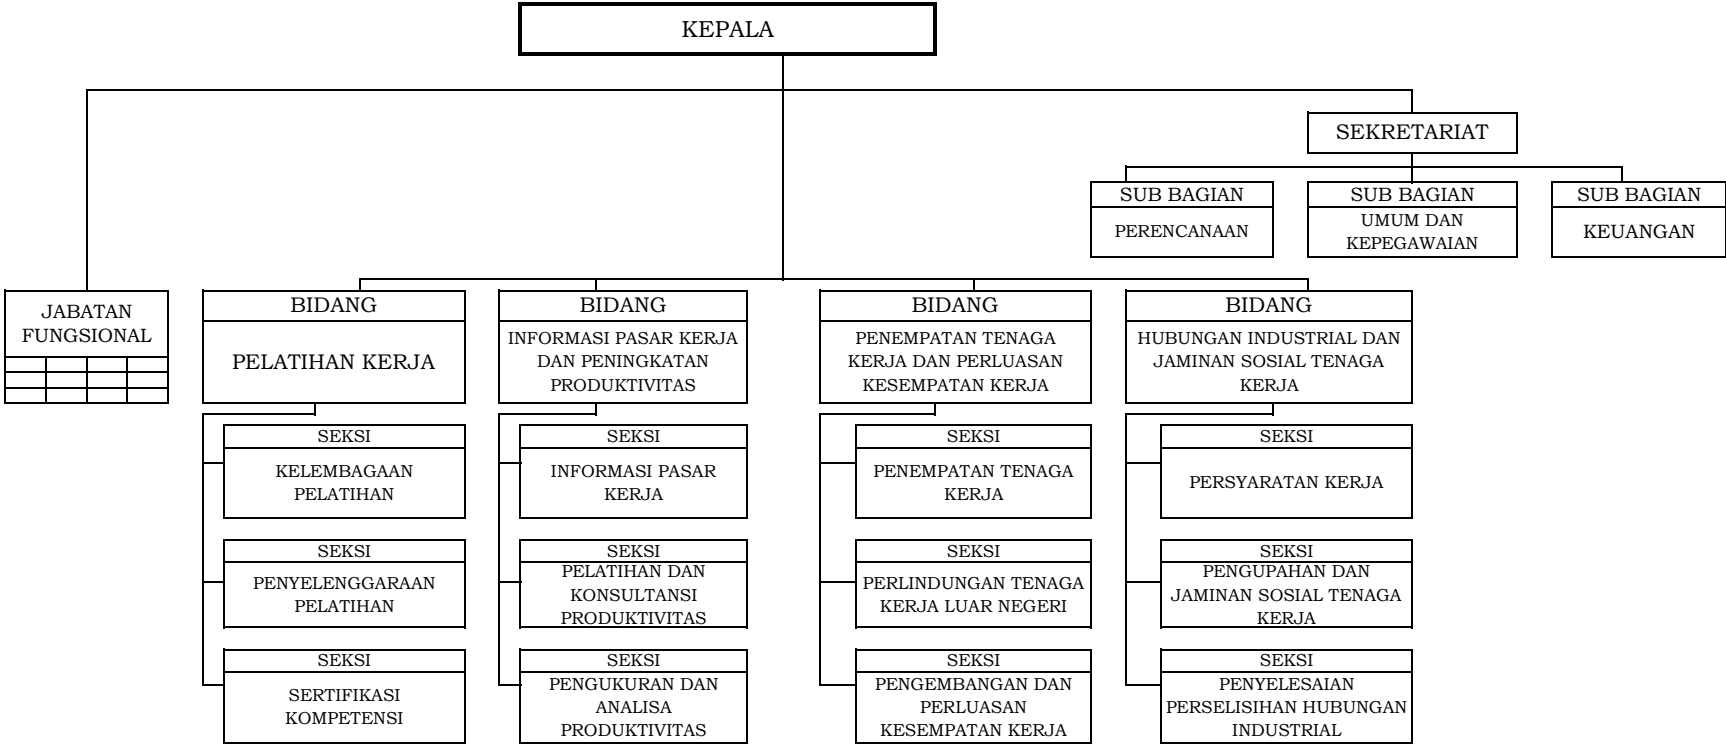 KEPALA
SEKRETARIAT
SUB BAGIAN
PERENCANAAN
SUB BAGIAN
UMUM DAN
KEPEGAWAIAN
SUB BAGIAN
KEUANGAN
JABATAN
FUNGSIONAL
BIDANG
PELATIHAN KERJA
SEKSI
KELEMBAGAAN
PELATIHAN
SEKSI
PENYELENGGARAAN
PELATIHAN
SEKSI
SERTIFIKASI
KOMPETENSI
BIDANG
INFORMASI PASAR KERJA
DAN PENINGKATAN
PRODUKTIVITAS
SEKSI
INFORMASI PASAR
KERJA
SEKSI
PELATIHAN DAN
KONSULTANSI
PRODUKTIVITAS
SEKSI
PENGUKURAN DAN
ANALISA
PRODUKTIVITAS
BIDANG
PENEMPATAN TENAGA
KERJA DAN PERLUASAN
KESEMPATAN KERJA
SEKSI
PENEMPATAN TENAGA
KERJA
SEKSI
PERLINDUNGAN TENAGA
KERJA LUAR NEGERI
SEKSI
PENGEMBANGAN DAN
PERLUASAN
KESEMPATAN KERJA
BIDANG
HUBUNGAN INDUSTRIAL DAN
JAMINAN SOSIAL TENAGA
KERJA
SEKSI
PERSYARATAN KERJA
SEKSI
PENGUPAHAN DAN
JAMINAN SOSIAL TENAGA
KERJA
SEKSI
PENYELESAIAN
PERSELISIHAN HUBUNGAN
INDUSTRIAL